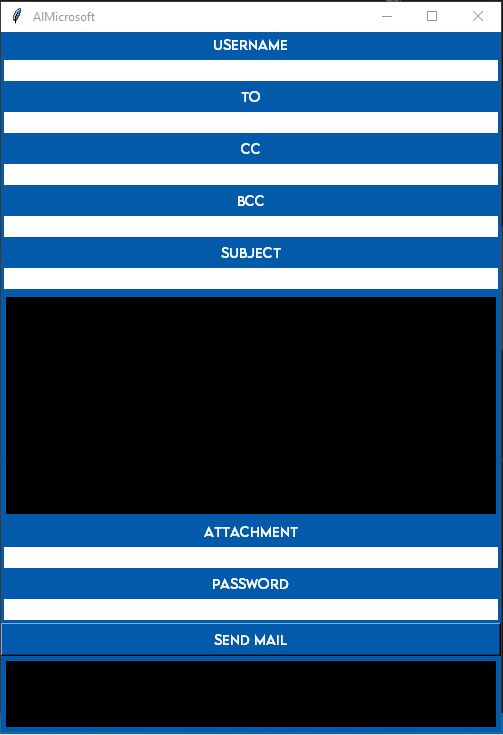 AIMicrosoft
USERNAME
TO
CC
BCC
SUBJECT
ATTACHMENT
PASSWORD
SEND MAIL